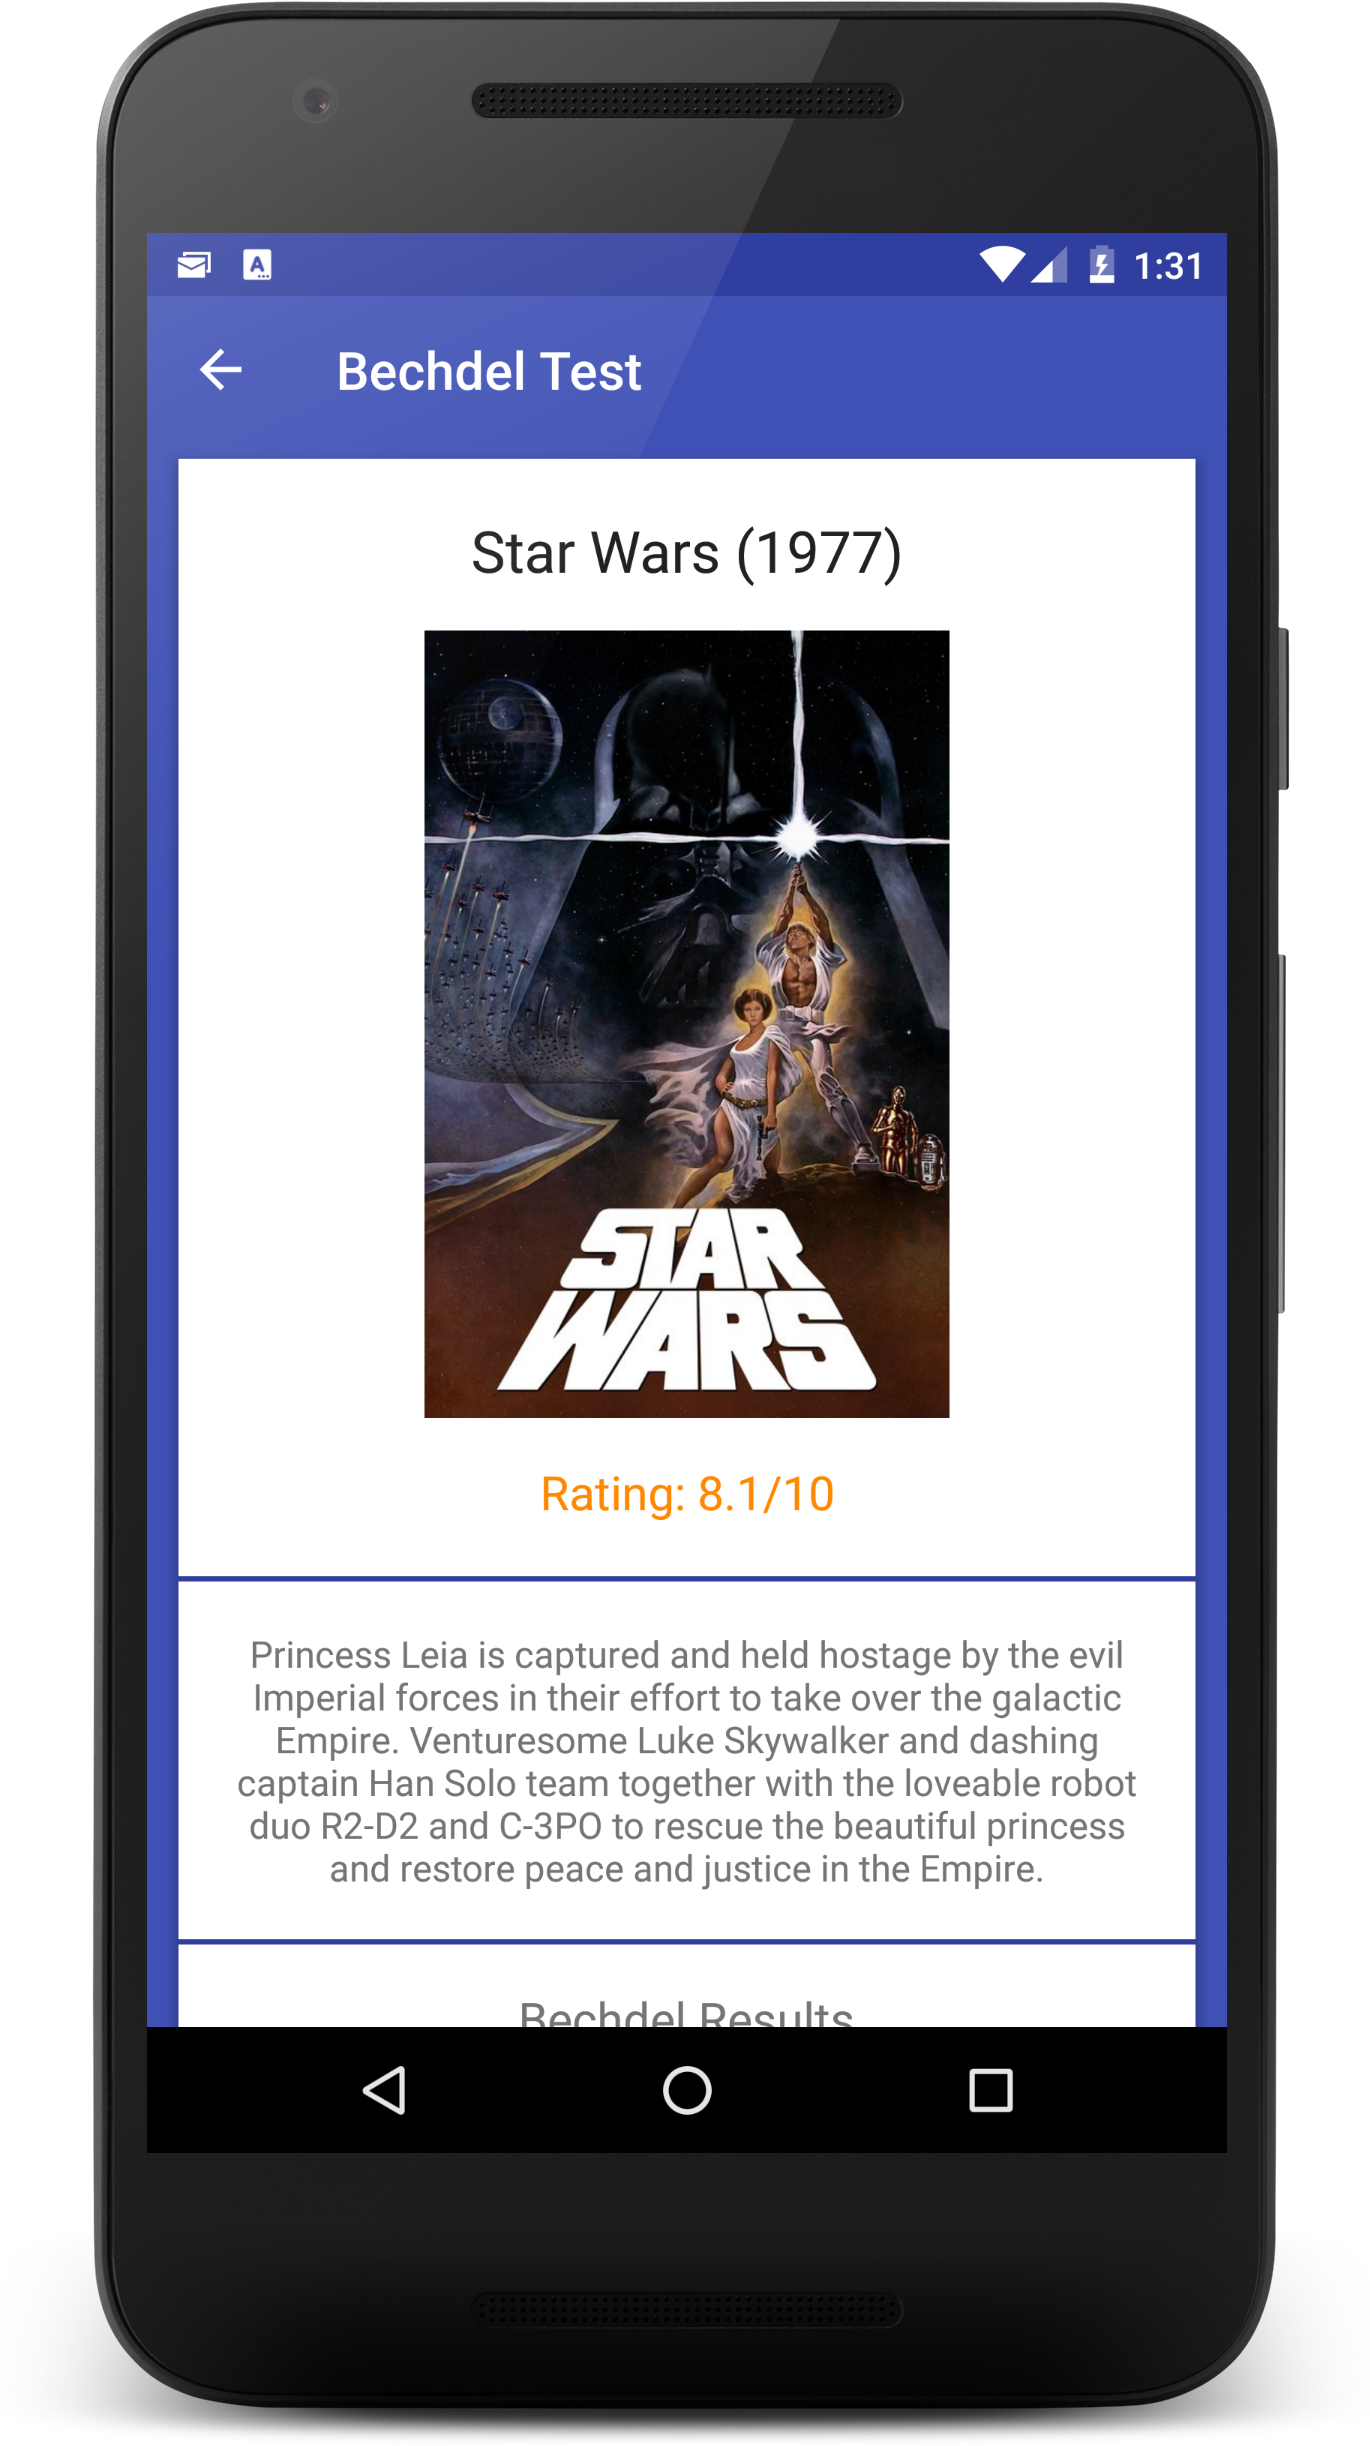 1:31
Bechdel Test
Star Wars (1977)
STAR
WARS
Rating: 8.1/10
Princess Leia is captured and held hostage by the evil
Imperial forces in their effort to take over the galactic
Empire. Venturesome Luke Skywalker and dashing
captain Han Solo team together with the loveable robot
duo R2-D2 and C-3PO to rescue the beautiful princess
and restore peace and justice in the Empire.
Bechdel Results